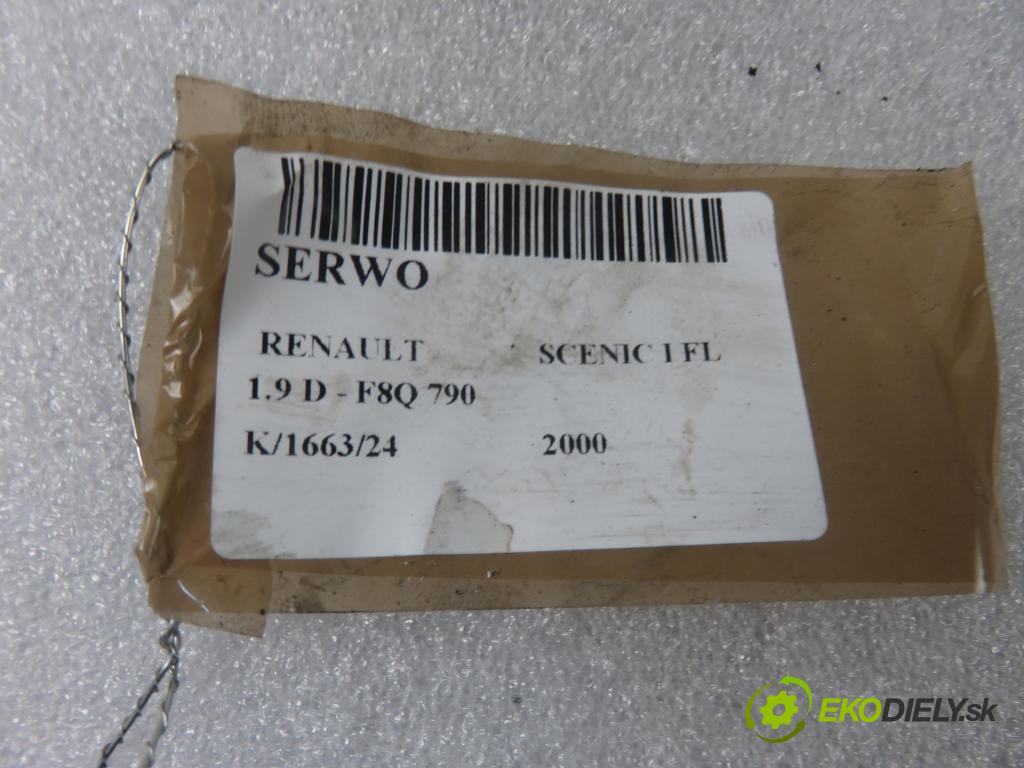 SERWO
RENAULT SCENIC I FL
1.9 D - F8Q 790
K/1663/24 2000
EKODIELY.sk